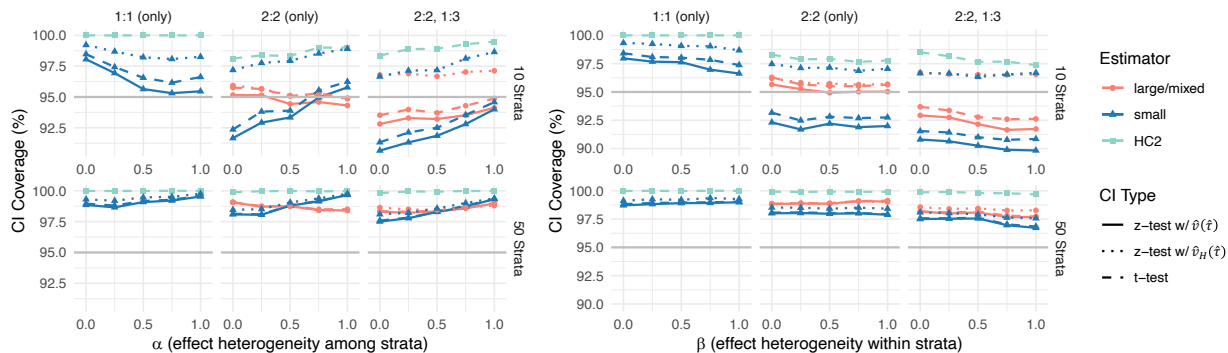 1:1 (only)
2:2 (only)
2:2, 1:3
CI Coverage (%)
100.0
97.5
95.0
92.5
10 Strata
100.0
97.5
95.0
92.5
50 Strata
0.0 0.5 1.0 0.0 0.5 1.0 0.0 0.5 1.0
α (effect heterogeneity among strata)
1:1 (only)
2:2 (only)
2:2, 1:3
CI Coverage (%)
100.0
97.5
95.0
92.5
90.0
10 Strata
100.0
97.5
95.0
92.5
90.0
50 Strata
0.0 0.5 1.0 0.0 0.5 1.0 0.0 0.5 1.0
β (effect heterogeneity within strata)
Estimator
large/mixed
small
HC2
CI Type
z−test w/ v̂(τ̂)
z−test w/ v̂_H(τ̂)
t−test